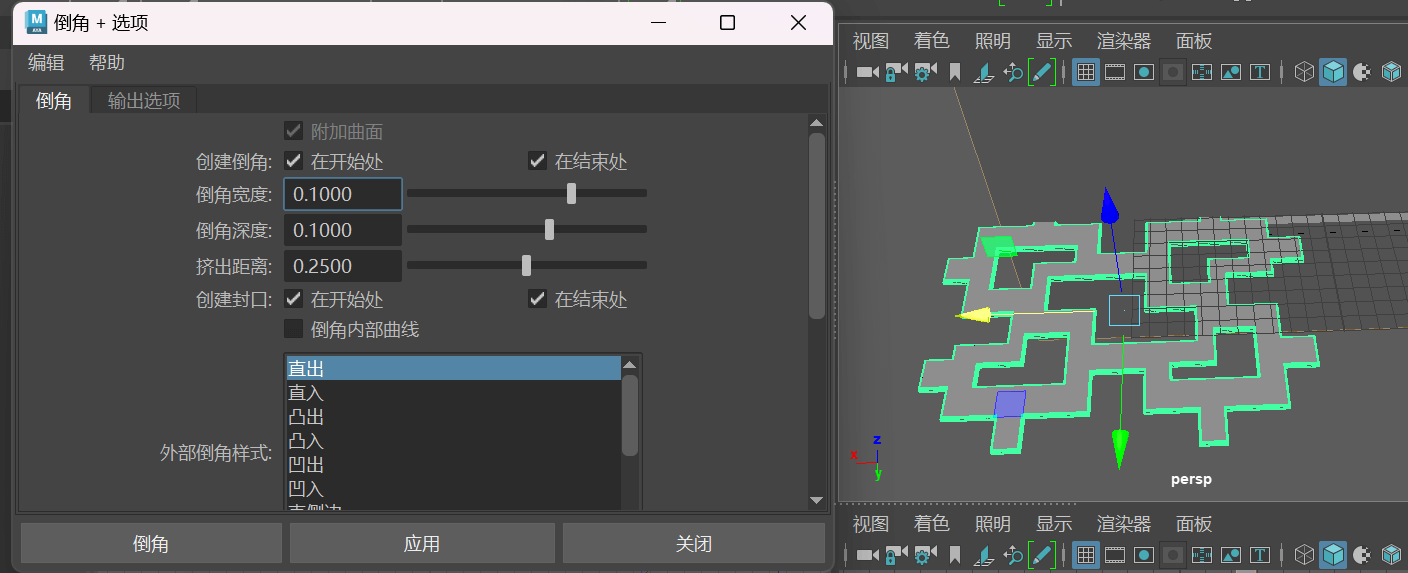 倒角 + 选项
编辑 帮助
倒角 输出选项
附加曲面
创建倒角: 在开始处 在结束处
倒角宽度: 0.1000
倒角深度: 0.1000
挤出距离: 0.2500
创建封口: 在开始处 在结束处
倒角内部曲线
外部倒角样式:
直出
直入
凸出
凸入
凹出
凹入
倒角 应用 关闭
视图 着色 照明 显示 渲染器 面板
z
x
y
persp
视图 着色 照明 显示 渲染器 面板